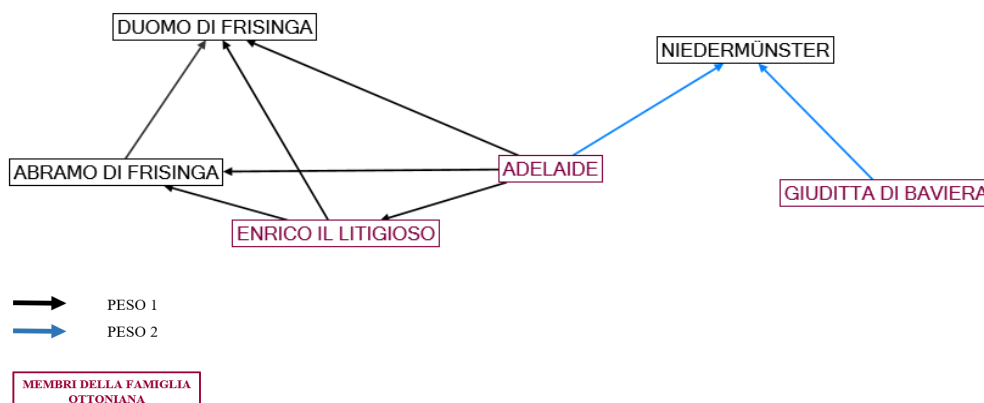 DUOMO DI FRISINGA
NIEDERMÜNSTER
ABRAMO DI FRISINGA
ADELAIDE
GIUDITTA DI BAVIERA
ENRICO IL LITIGIOSO
PESO 1
PESO 2
MEMBRI DELLA FAMIGLIA
OTTONIANA